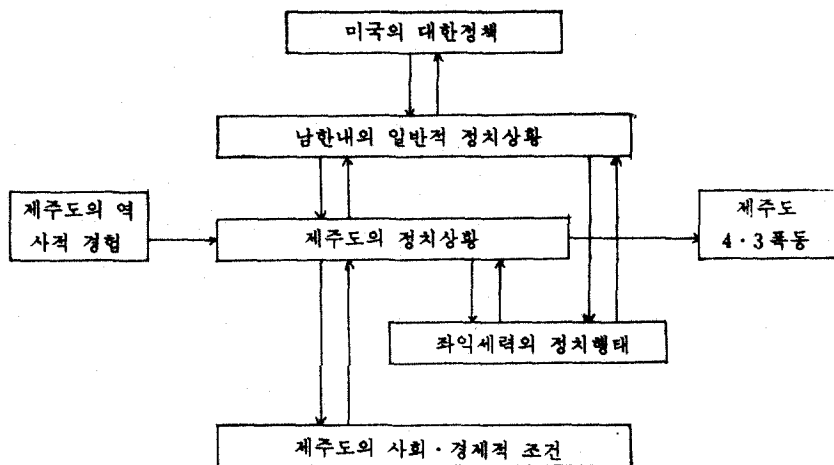 미국의 대한정책
남한내의 일반적 정치상황
제주도의 역
사적 경험
제주도의 정치상황
제주도
4·3폭동
좌익세력의 정치행태
제주도의 사회·경제적 조건